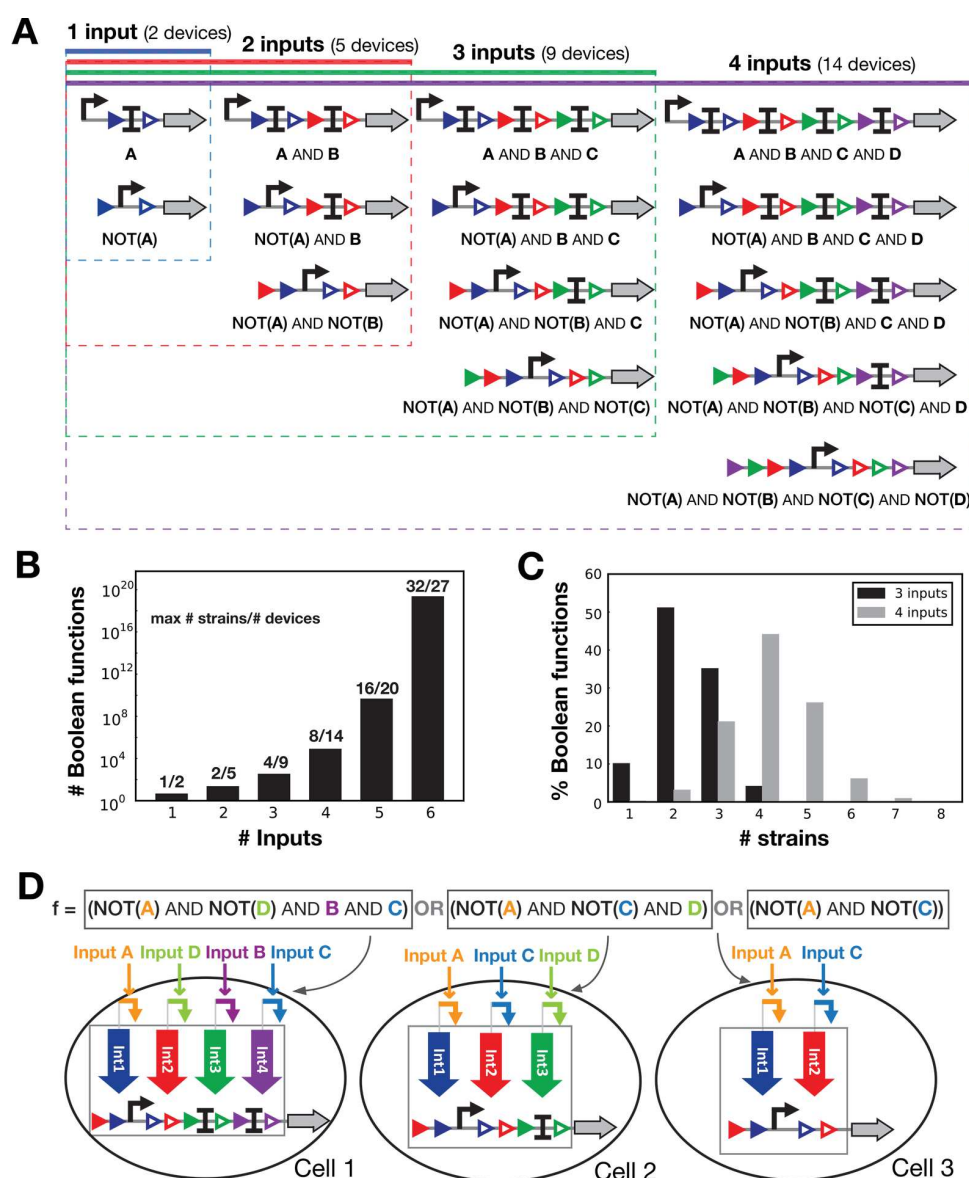 A
1 input (2 devices)
2 inputs (5 devices)
3 inputs (9 devices)
4 inputs (14 devices)
A
A AND B
A AND B AND C
A AND B AND C AND D
NOT(A)
NOT(A) AND B
NOT(A) AND B AND C
NOT(A) AND B AND C AND D
NOT(A) AND NOT(B)
NOT(A) AND NOT(B) AND C
NOT(A) AND NOT(B) AND C AND D
NOT(A) AND NOT(B) AND NOT(C)
NOT(A) AND NOT(B) AND NOT(C) AND D
NOT(A) AND NOT(B) AND NOT(C) AND NOT(D)
B
# Boolean functions
10^20
10^16
10^12
10^8
10^4
10^0
max # strains/# devices
1/2
2/5
4/9
8/14
16/20
32/27
1 2 3 4 5 6
# Inputs
C
% Boolean functions
60
50
40
30
20
10
0
3 inputs
4 inputs
1 2 3 4 5 6 7 8
# strains
D
f = (NOT(A) AND NOT(D) AND B AND C) OR (NOT(A) AND NOT(C) AND D) OR (NOT(A) AND NOT(C))
Input A Input D Input B Input C
Int1 Int2 Int3 Int4
Cell 1
Input A Input C Input D
Int1 Int2 Int3
Cell 2
Input A Input C
Int1 Int2
Cell 3